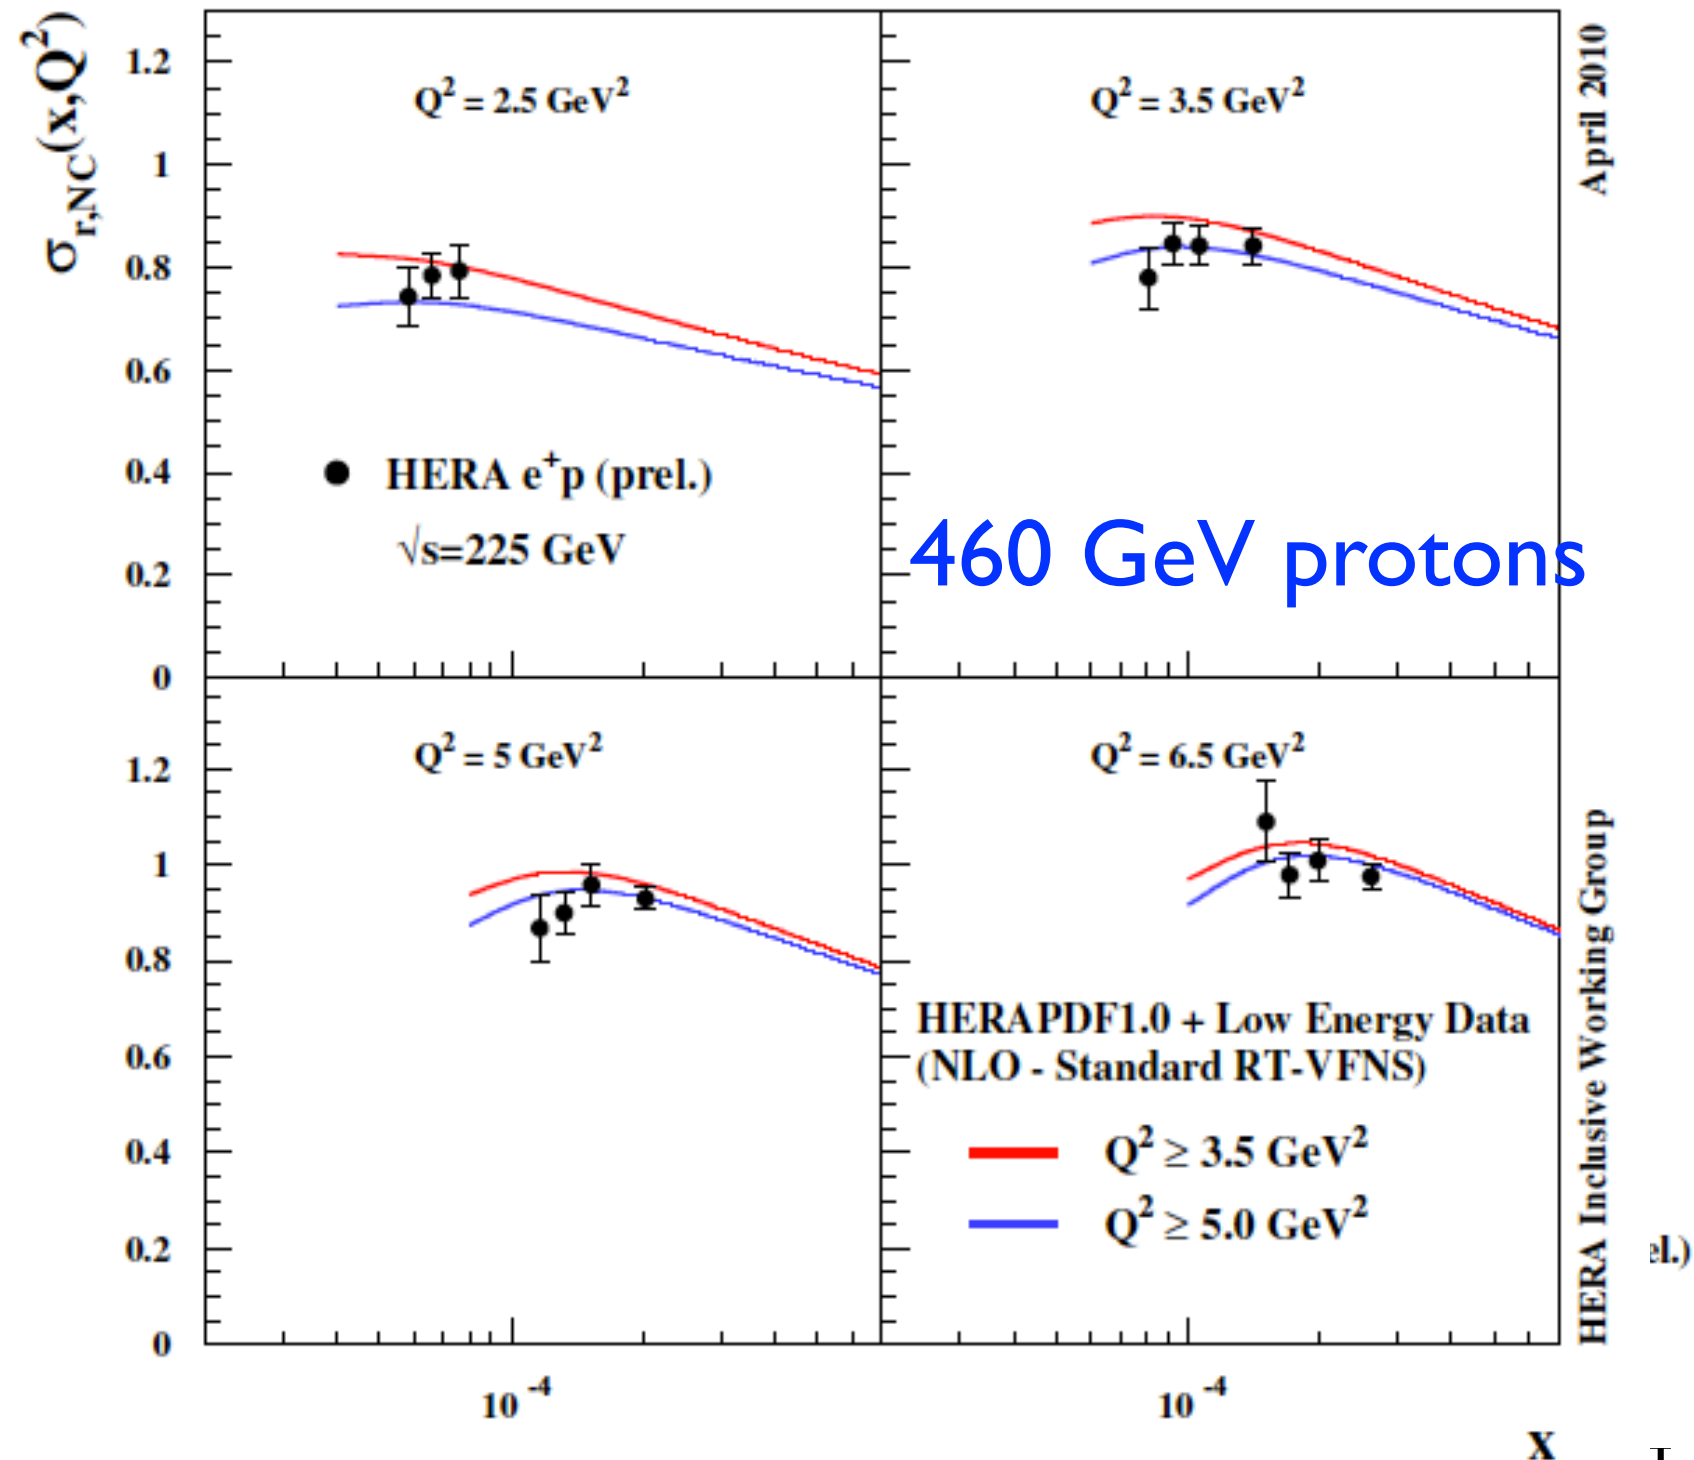 σr,NC(x,Q²)
1.2
1
0.8
0.6
0.4
0.2
0
Q² = 2.5 GeV²
HERA e⁺p (prel.)
√s=225 GeV
Q² = 3.5 GeV²
460 GeV protons
April 2010
1.2
1
0.8
0.6
0.4
0.2
0
Q² = 5 GeV²
Q² = 6.5 GeV²
HERAPDF1.0 + Low Energy Data
(NLO - Standard RT-VFNS)
Q² ≥ 3.5 GeV²
Q² ≥ 5.0 GeV²
HERA Inclusive Working Group
el.)
10⁻⁴
10⁻⁴
x